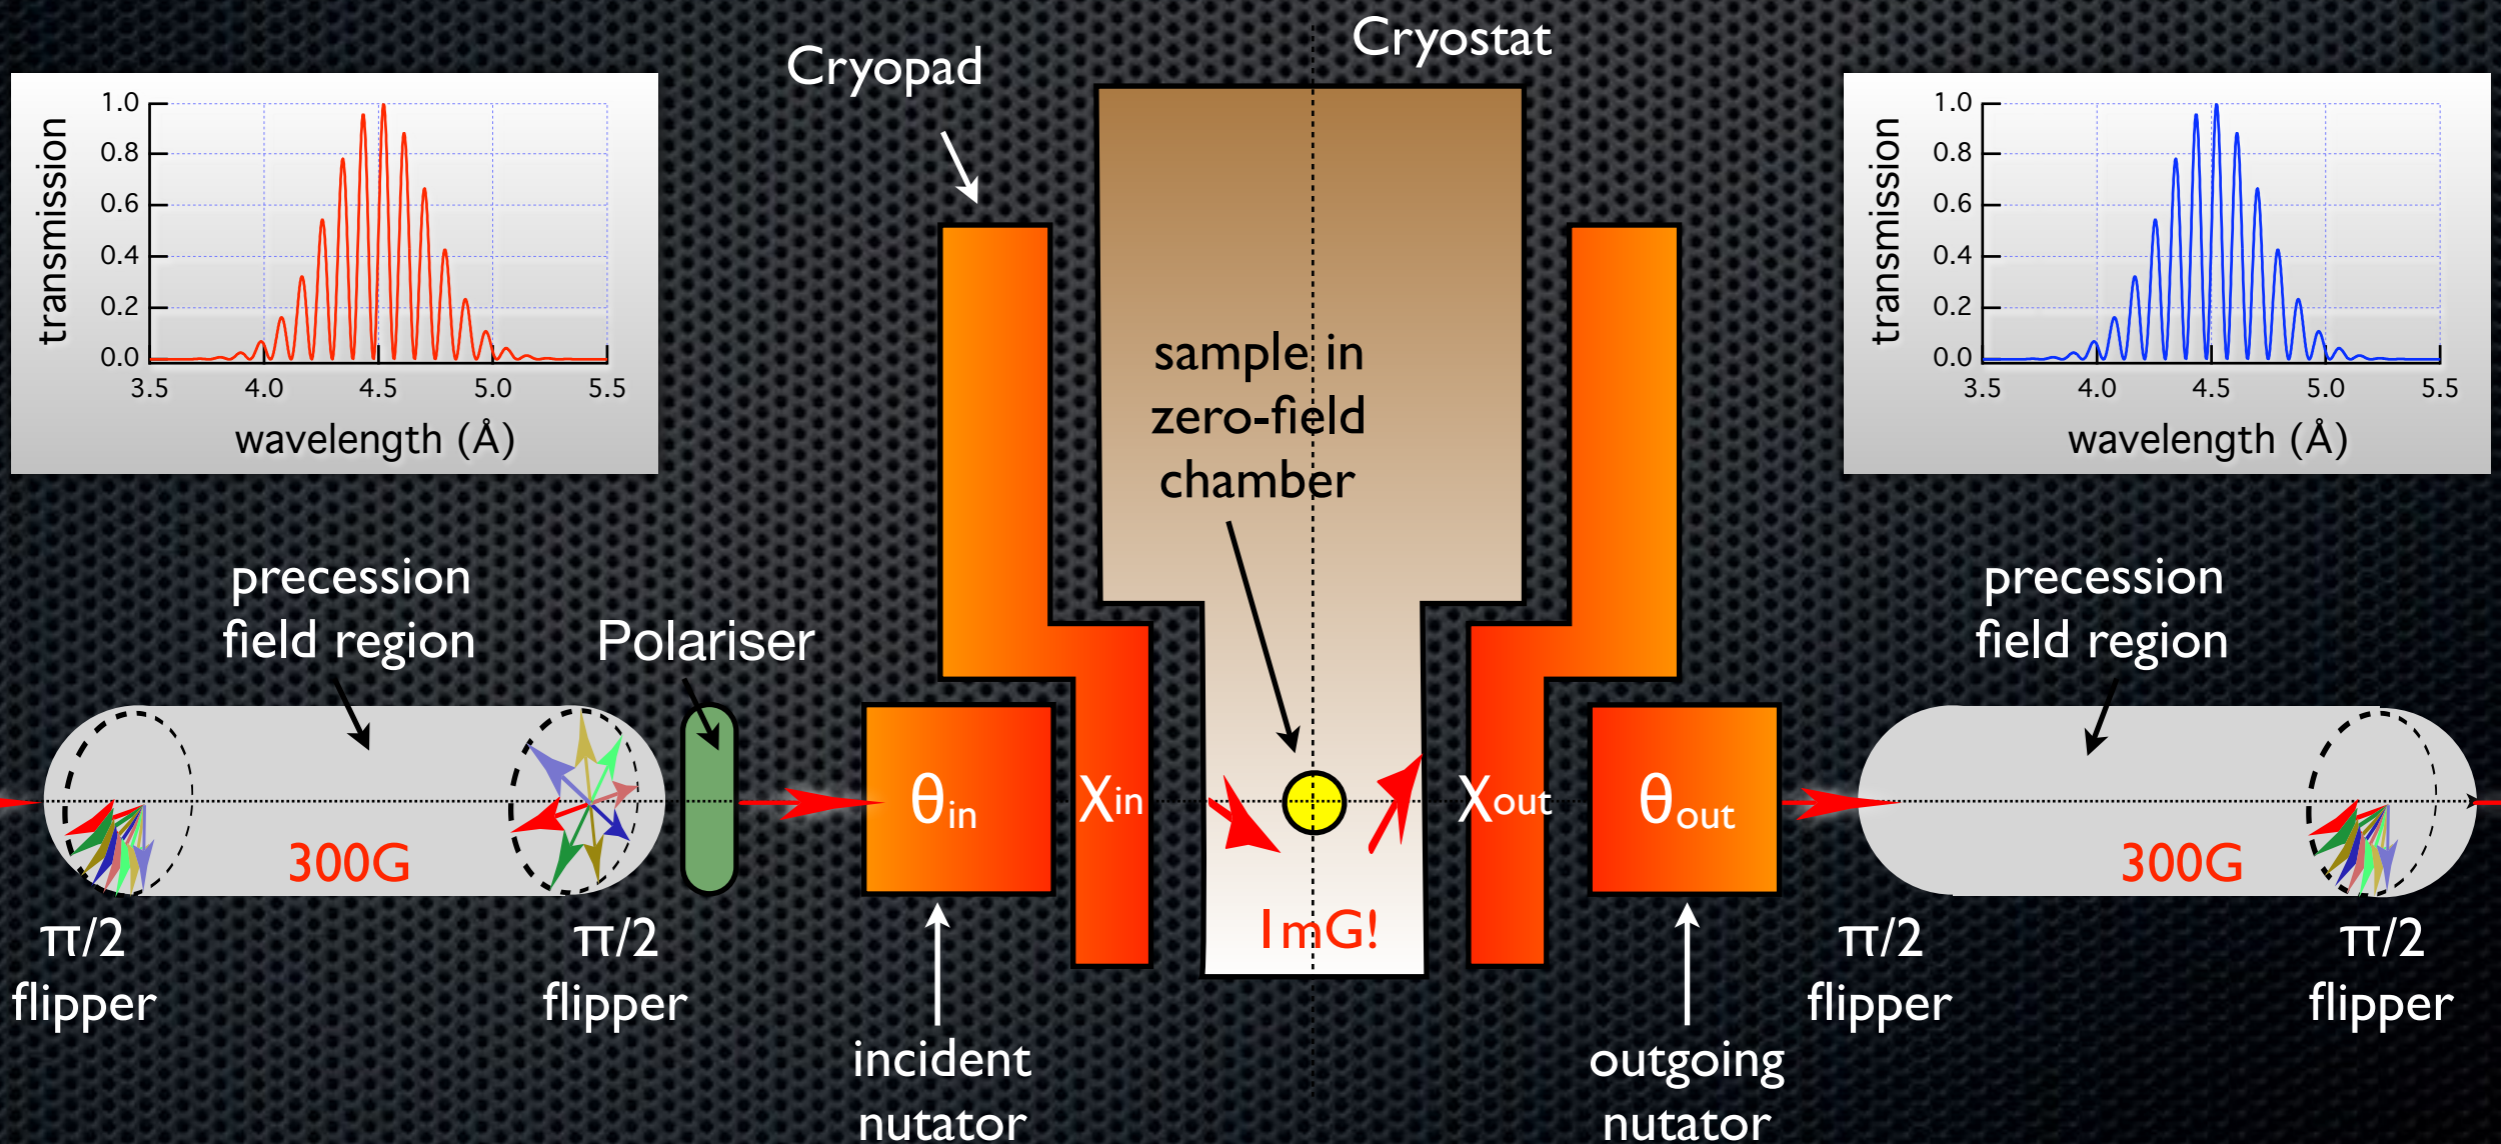 Cryopad
Cryostat
transmission
1.0
0.8
0.6
0.4
0.2
0.0
3.5 4.0 4.5 5.0 5.5
wavelength (Å)
transmission
1.0
0.8
0.6
0.4
0.2
0.0
3.5 4.0 4.5 5.0 5.5
wavelength (Å)
sample in
zero-field
chamber
precession
field region
Polariser
precession
field region
300G
θin
χin
χout
θout
300G
1mG!
π/2
flipper
π/2
flipper
incident
nutator
outgoing
nutator
π/2
flipper
π/2
flipper